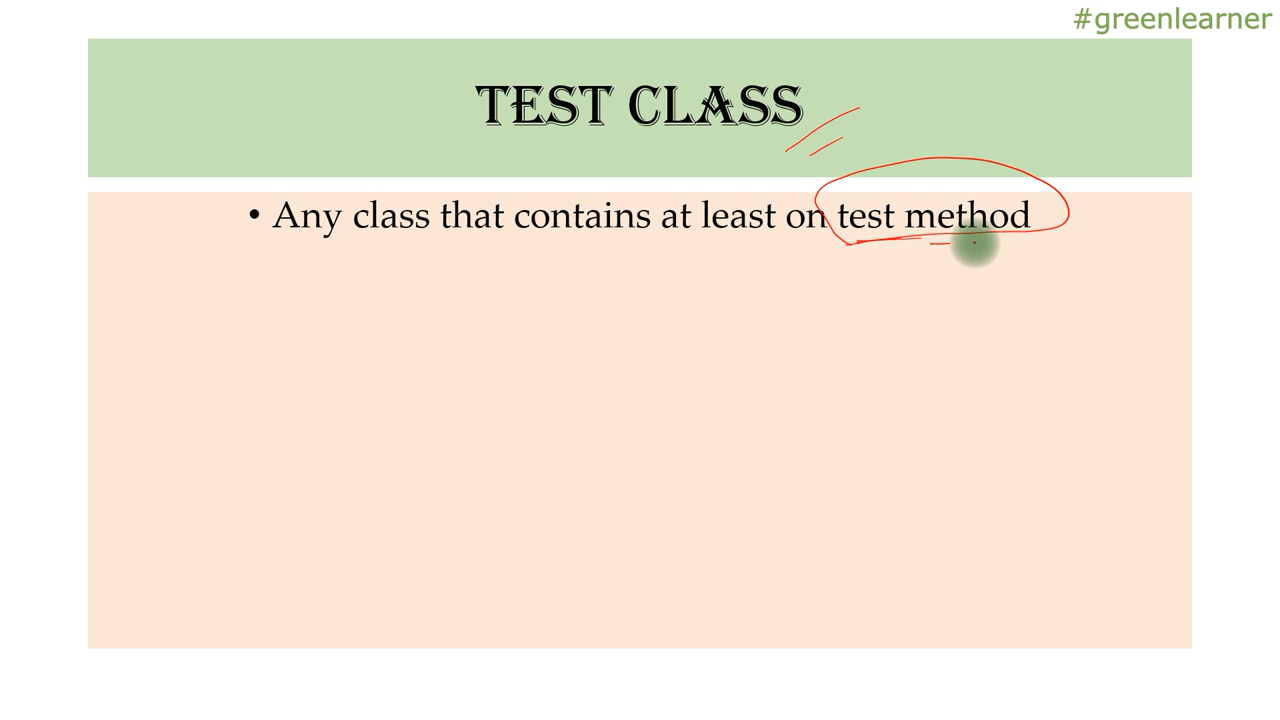 #greenlearner
TEST CLASS
• Any class that contains at least on test method